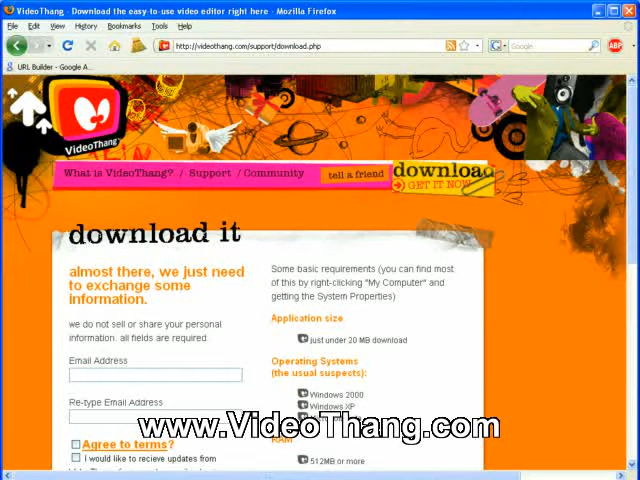 VideoThang - Download the easy-to-use video editor right here - Mozilla Firefox
File Edit View History Bookmarks Tools Help
http://videothang.com/support/download.php
Google
URL Builder - Google A...
ABP
VideoThang
What is VideoThang? / Support / Community
tell a friend
download
GET IT NOW
download it
almost there, we just need
to exchange some
information.
we do not sell or share your personal
information. all fields are required
Email Address
Re-type Email Address
Agree to terms?
I would like to recieve updates from
Some basic requirements (you can find most
of this by right-clicking "My Computer" and
getting the System Properties)
Application size
just under 20 MB download
Operating Systems
(the usual suspects):
Windows 2000
Windows XP
RAM
512MB or more
www.VideoThang.com